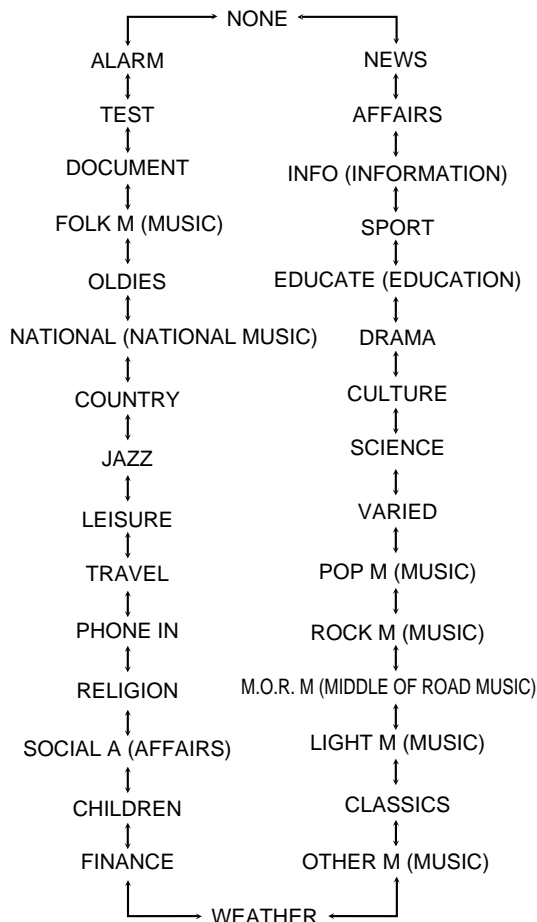 NONE
ALARM
NEWS
TEST
AFFAIRS
DOCUMENT
INFO (INFORMATION)
FOLK M (MUSIC)
SPORT
OLDIES
EDUCATE (EDUCATION)
NATIONAL (NATIONAL MUSIC)
DRAMA
COUNTRY
CULTURE
JAZZ
SCIENCE
LEISURE
VARIED
TRAVEL
POP M (MUSIC)
PHONE IN
ROCK M (MUSIC)
RELIGION
M.O.R. M (MIDDLE OF ROAD MUSIC)
SOCIAL A (AFFAIRS)
LIGHT M (MUSIC)
CHILDREN
CLASSICS
FINANCE
OTHER M (MUSIC)
WEATHER